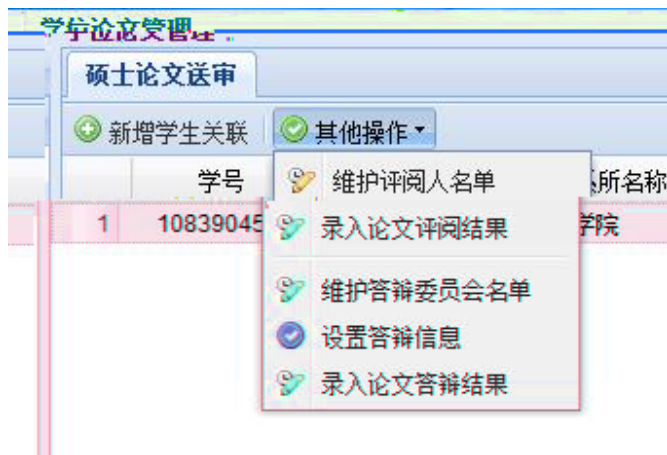 学位论文管理
硕士论文送审
新增学生关联 其他操作
学号 所名称
维护评阅人名单
1 10839045 学院
录入论文评阅结果
维护答辩委员会名单
设置答辩信息
录入论文答辩结果